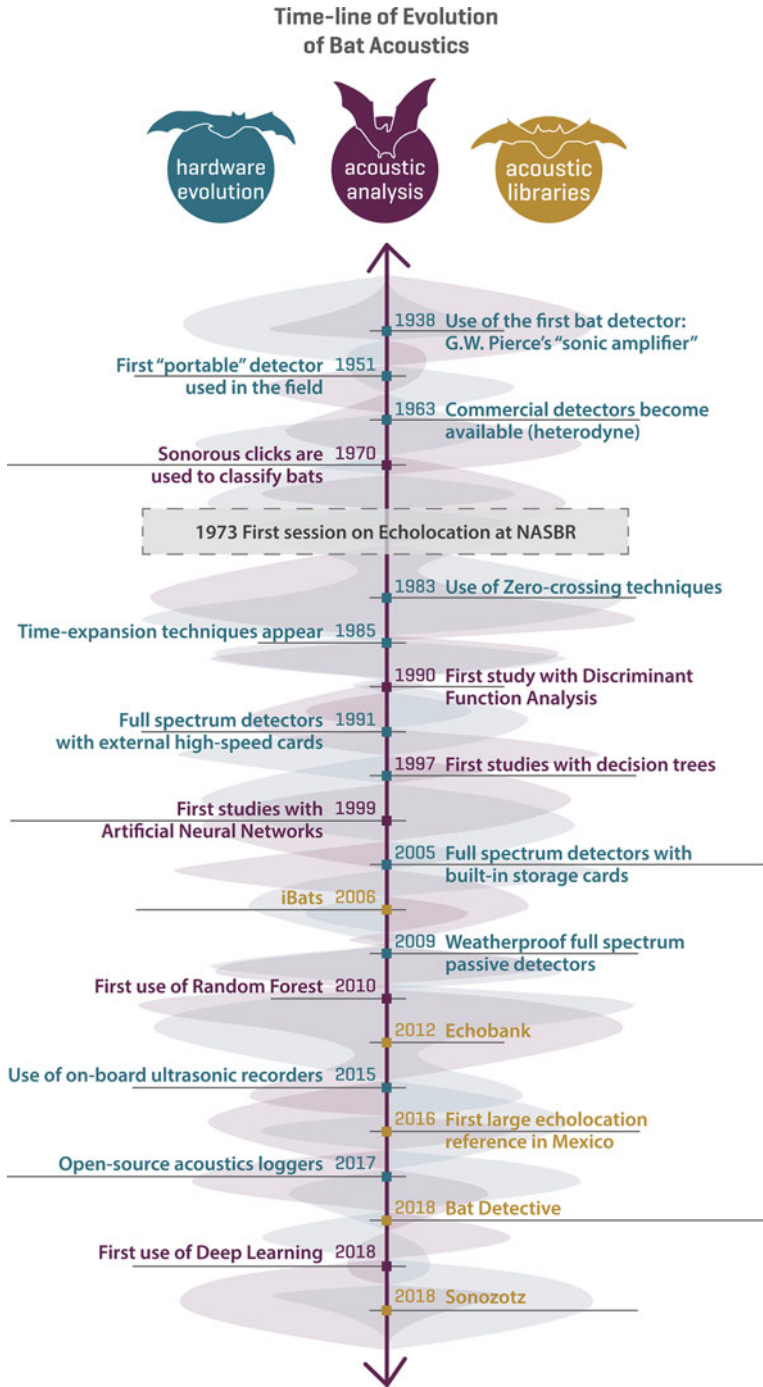 Time-line of Evolution
of Bat Acoustics
hardware
evolution
acoustic
analysis
acoustic
libraries
1938 Use of the first bat detector:
G.W. Pierce's “sonic amplifier”
First “portable” detector 1951
used in the field
1963 Commercial detectors become
available (heterodyne)
Sonorous clicks are 1970
used to classify bats
1973 First session on Echolocation at NASBR
1983 Use of Zero-crossing techniques
Time-expansion techniques appear 1985
1990 First study with Discriminant
Function Analysis
Full spectrum detectors 1991
with external high-speed cards
1997 First studies with decision trees
First studies with 1999
Artificial Neural Networks
2005 Full spectrum detectors with
built-in storage cards
iBats 2006
2009 Weatherproof full spectrum
passive detectors
First use of Random Forest 2010
2012 Echobank
Use of on-board ultrasonic recorders 2015
2016 First large echolocation
reference in Mexico
Open-source acoustics loggers 2017
2018 Bat Detective
First use of Deep Learning 2018
2018 Sonozotz